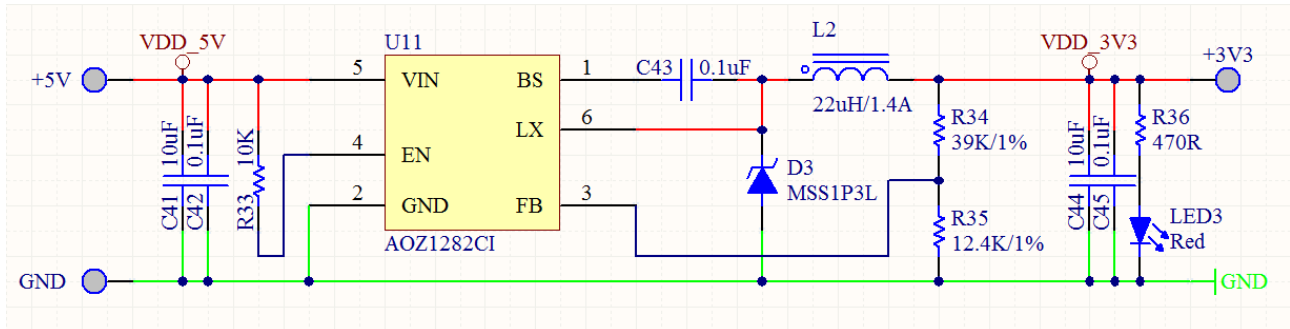 VDD_5V
U11
L2
VDD_3V3
+5V
5
VIN
BS
1
C43
0.1uF
+3V3
22uH/1.4A
LX
6
C41
10uF
C42
0.1uF
R33
10K
4
EN
R34
39K/1%
C44
10uF
C45
0.1uF
R36
470R
D3
MSS1P3L
2
GND
FB
3
R35
12.4K/1%
LED3
Red
AOZ1282CI
GND
GND